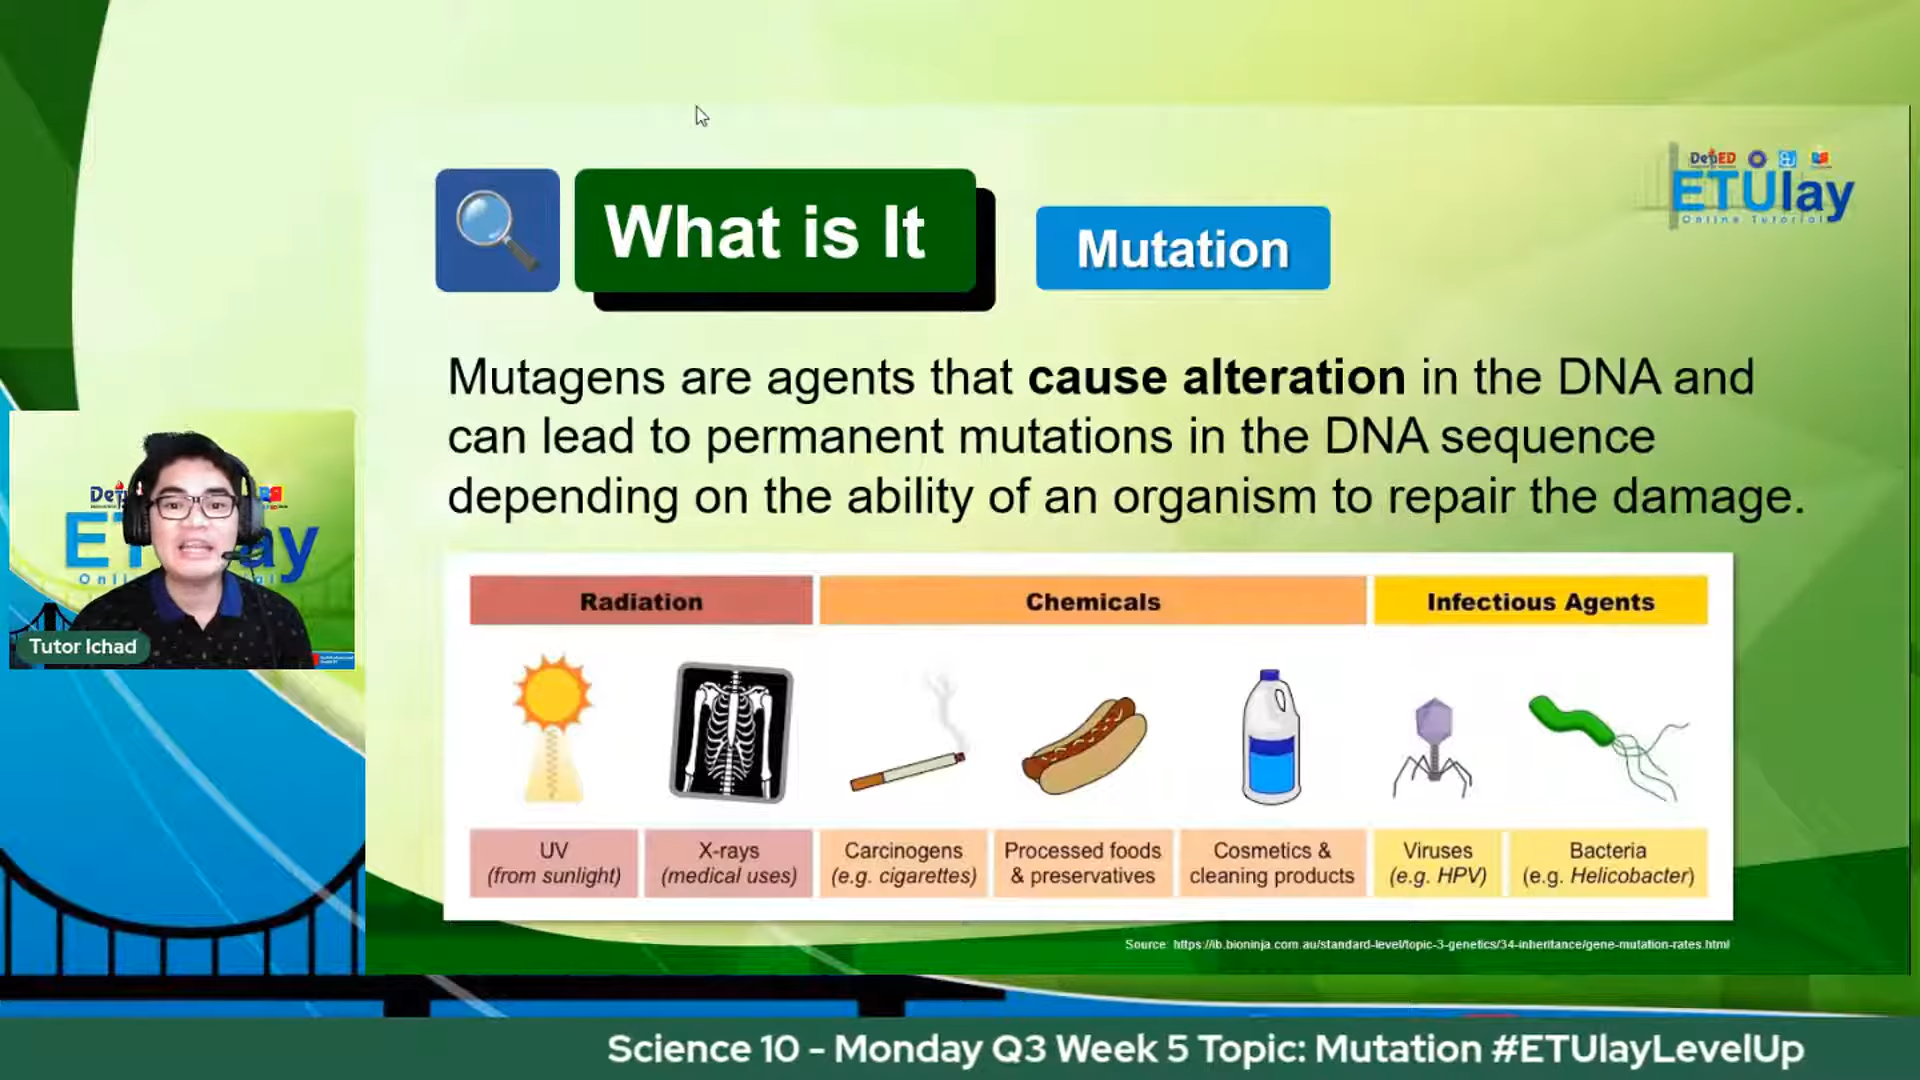 DepED
ETUlay
Online Tutorial
What is It
Mutation
Mutagens are agents that cause alteration in the DNA and
can lead to permanent mutations in the DNA sequence
depending on the ability of an organism to repair the damage.
Tutor Ichad
Radiation
Chemicals
Infectious Agents
UV
(from sunlight)
X-rays
(medical uses)
Carcinogens
(e.g. cigarettes)
Processed foods
& preservatives
Cosmetics &
cleaning products
Viruses
(e.g. HPV)
Bacteria
(e.g. Helicobacter)
Source: https://ib.bioninja.com.au/standard-level/topic-3-genetics/34-inheritance/gene-mutation-rates.html
Science 10 - Monday Q3 Week 5 Topic: Mutation #ETUlayLevelUp